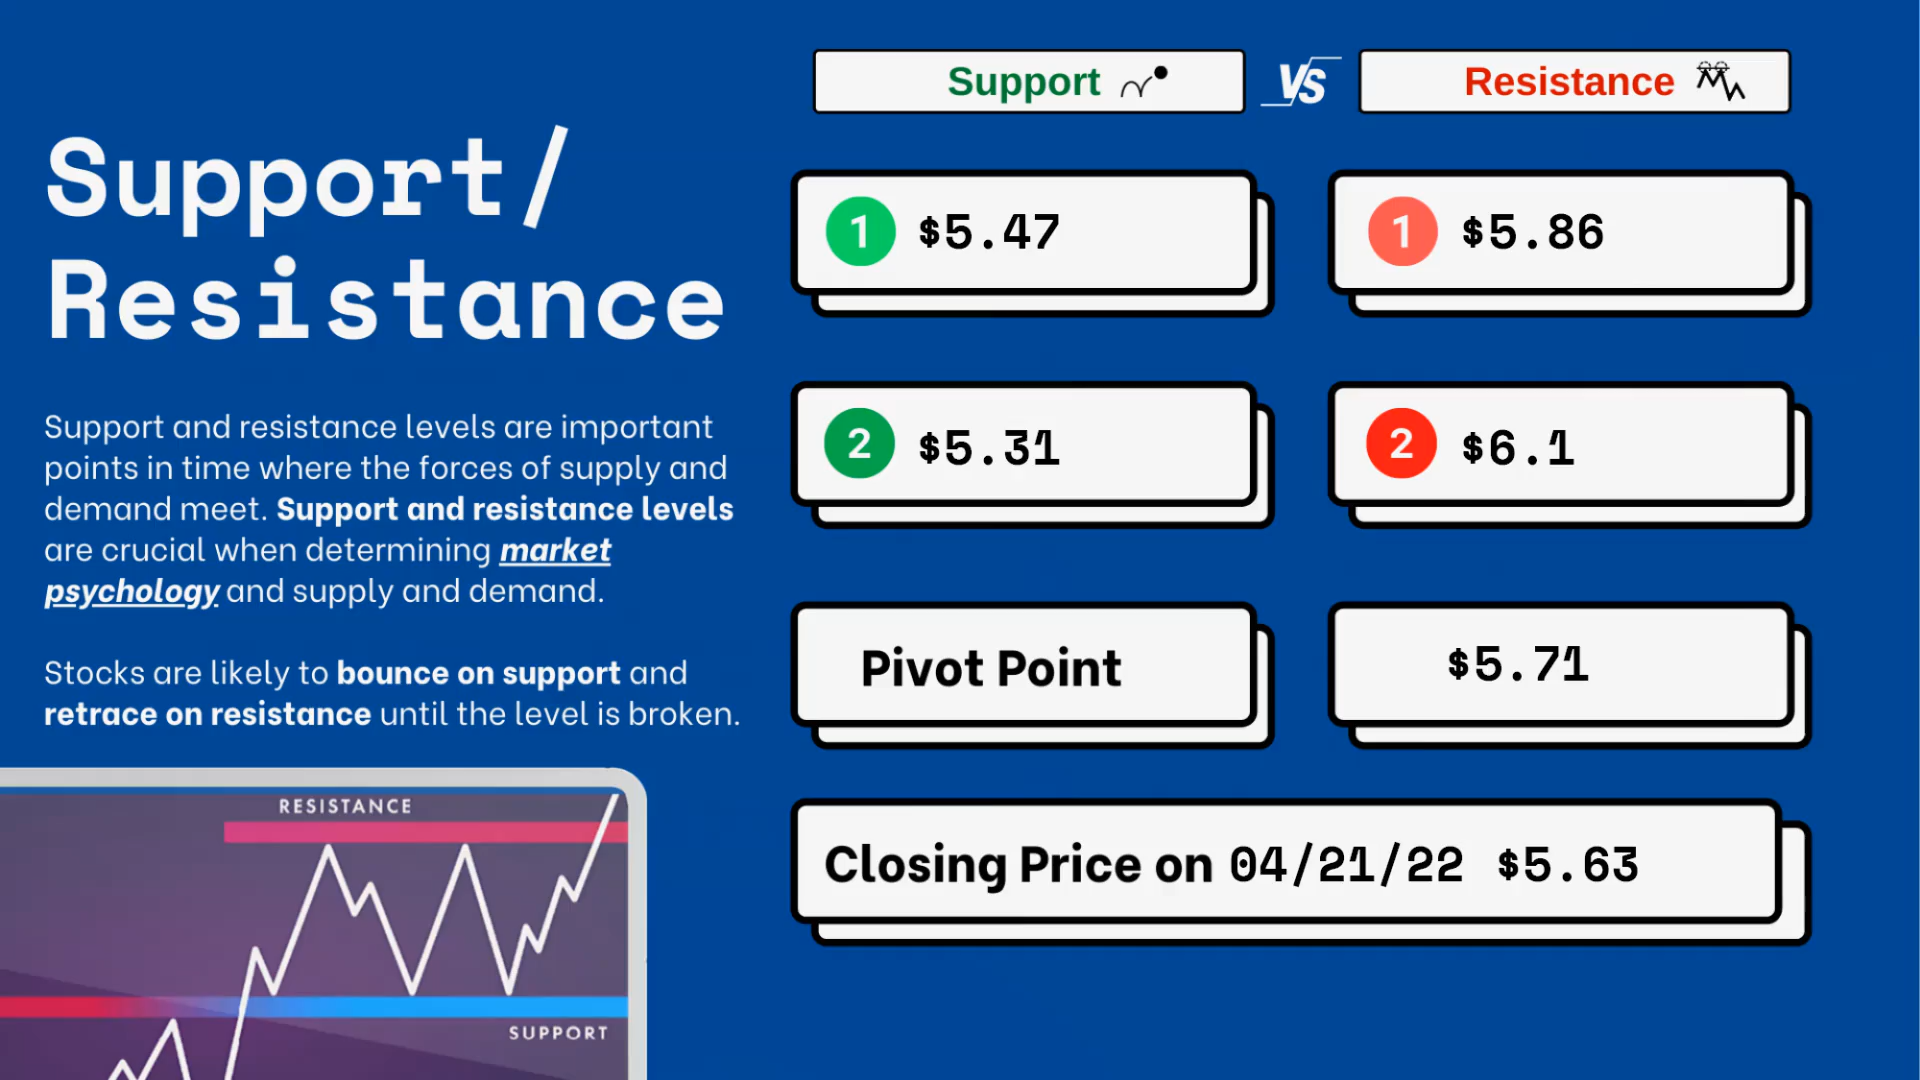 Support/
Resistance
Support and resistance levels are important
points in time where the forces of supply and
demand meet. Support and resistance levels
are crucial when determining market
psychology and supply and demand.
Stocks are likely to bounce on support and
retrace on resistance until the level is broken.
RESISTANCE
SUPPORT
Support VS Resistance
1 $5.47
1 $5.86
2 $5.31
2 $6.1
Pivot Point
$5.71
Closing Price on 04/21/22 $5.63